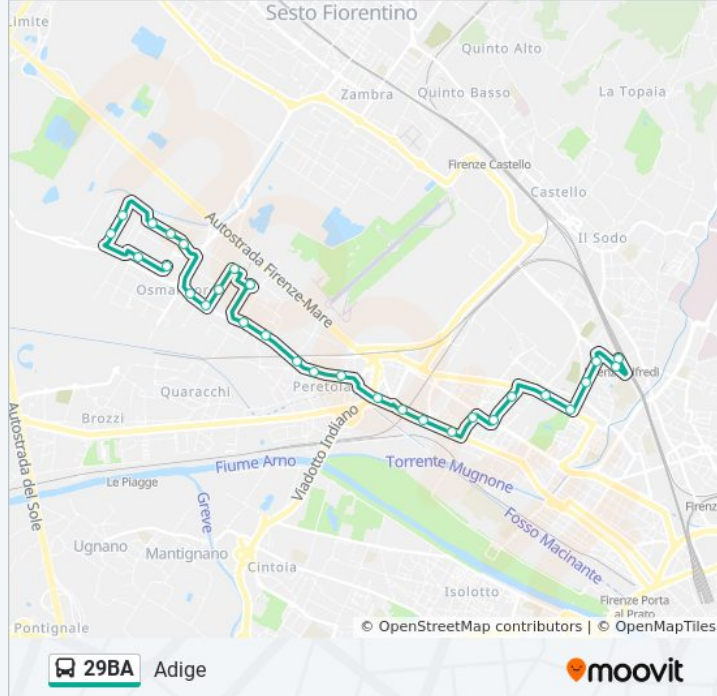 Limite
Sesto Fiorentino
Quinto Alto
Zambra
Quinto Basso
La Topaia
Firenze Castello
Castello
Il Sodo
Autostrada Firenze-Mare
Peretola
Quaracchi
Brozzi
Autostrada del Sole
Viadotto Indiano
Fiume Arno
Torrente Mugnone
Le Piagge
Greve
Fosso Macinante
Firenz
Ugnano
Mantignano
Cintoia
Isolotto
Firenze Porta
al Prato
Pontignale
© OpenStreetMap contributors | © OpenMapTiles
29BA Adige
moovit